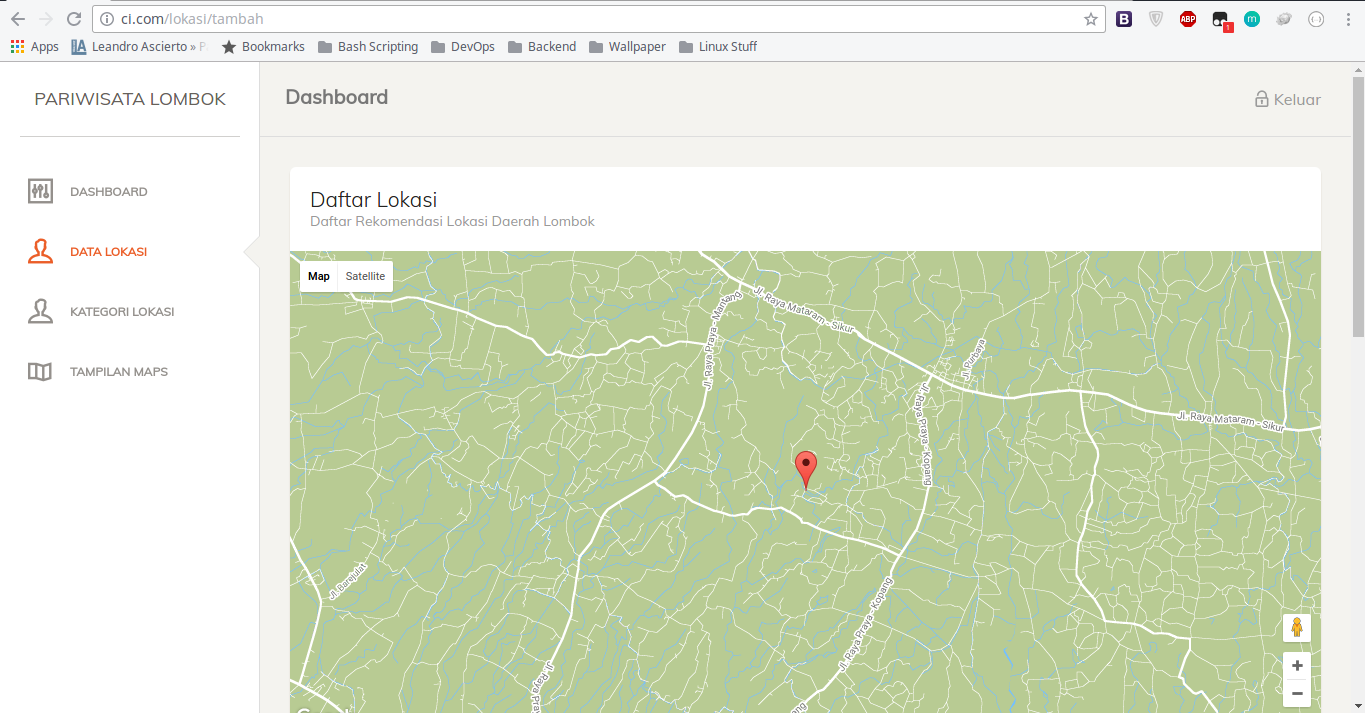 ci.com/lokasi/tambah
ABP
1
m
B
Apps
Leandro Ascierto »
Bookmarks
Bash Scripting
DevOps
Backend
Wallpaper
Linux Stuff
PARIWISATA LOMBOK
Dashboard
Keluar
DASHBOARD
DATA LOKASI
KATEGORI LOKASI
TAMPILAN MAPS
Daftar Lokasi
Daftar Rekomendasi Lokasi Daerah Lombok
Map
Satellite
Jl. Raya Mataram - Sikur
Jl. Raya Praya - Mantang
Jl. Purbaya
Jl. Raya Praya - Kopang
Jl. Raya Mataram - Sikur
Jl. Barejulat
Jl. Raya Praya - Kopang
Jl. Raya
+
−